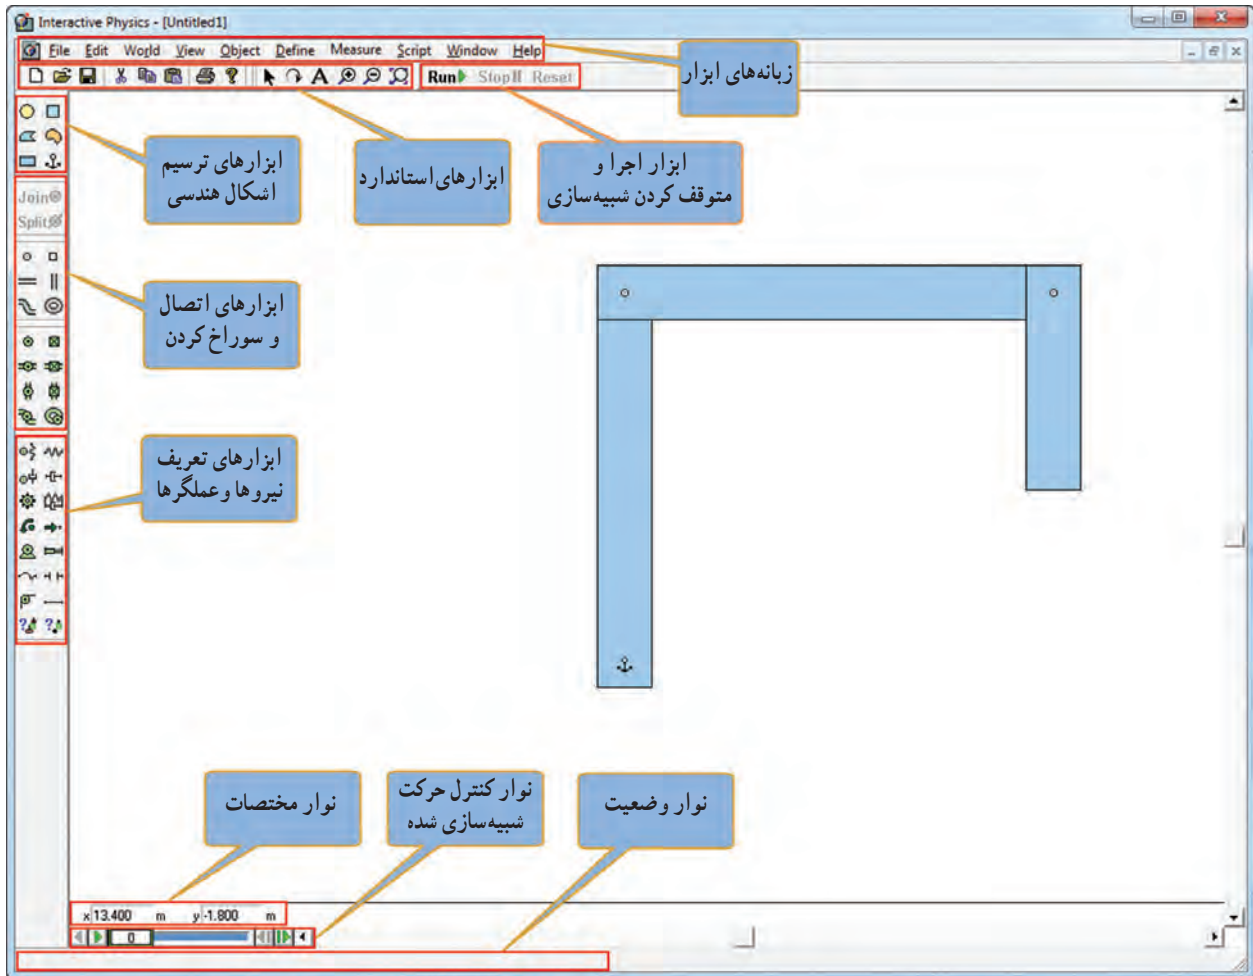 Interactive Physics - [Untitled1]
File Edit World View Object Define Measure Script Window Help
زبانه‌های ابزار
Run Stop Reset
ابزارهای ترسیم
اشکال هندسی
ابزارهای استاندارد
ابزار اجرا و
متوقف کردن شبیه‌سازی
Join
Split
ابزارهای اتصال
و سوراخ کردن
ابزارهای تعریف
نیروها و عملگرها
نوار مختصات
نوار کنترل حرکت
شبیه‌سازی شده
نوار وضعیت
x 13.400 m y -1.800 m
0